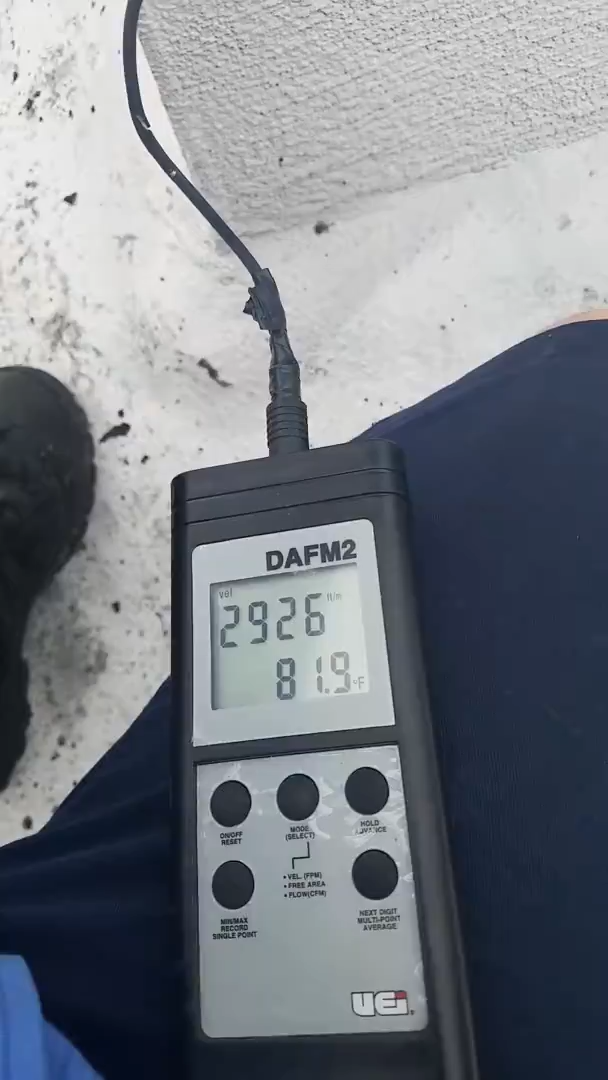 DAFM2
vel
2926 ft/m
81.9 °F
ON/OFF
RESET
MODE
(SELECT)
HOLD
ADVANCE
• VEL. (FPM)
• FREE AREA
• FLOW(CFM)
MIN/MAX
RECORD
SINGLE POINT
NEXT DIGIT
MULTI-POINT
AVERAGE
UEi